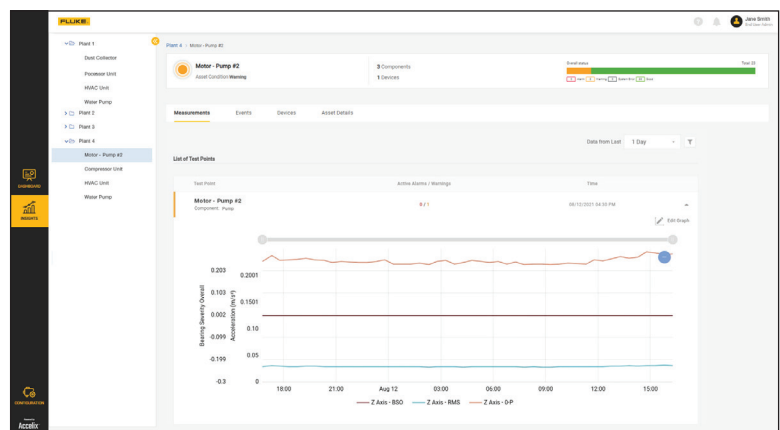 FLUKE
Jane Smith
Plant 1
Dust Collector
Processor Unit
HVAC Unit
Water Pump
Plant 2
Plant 3
Plant 4
Motor - Pump #2
Compressor Unit
HVAC Unit
Water Pump
DASHBOARD
INSIGHTS
CONFIGURATION
Accelix
Plant 4 > Motor - Pump #2
Motor - Pump #2
Asset Condition Warning
3 Components
1 Devices
Overall status
Total: 23
Measurements Events Devices Asset Details
Data from Last 1 Day
List of Test Points
Test Point Active Alarms / Warnings Time
Motor - Pump #2
Component: Pump
08/12/2021 04:35 PM
Edit Graph
Bearing Severity Overall
0.203
0.103
0.002
-0.099
-0.199
-0.3
Acceleration (m/s²)
0.2001
0.1501
0.10
0.05
0
18:00 21:00 Aug 12 03:00 06:00 09:00 12:00 15:00
Z Axis - BSO Z Axis - RMS Z Axis - 0-P